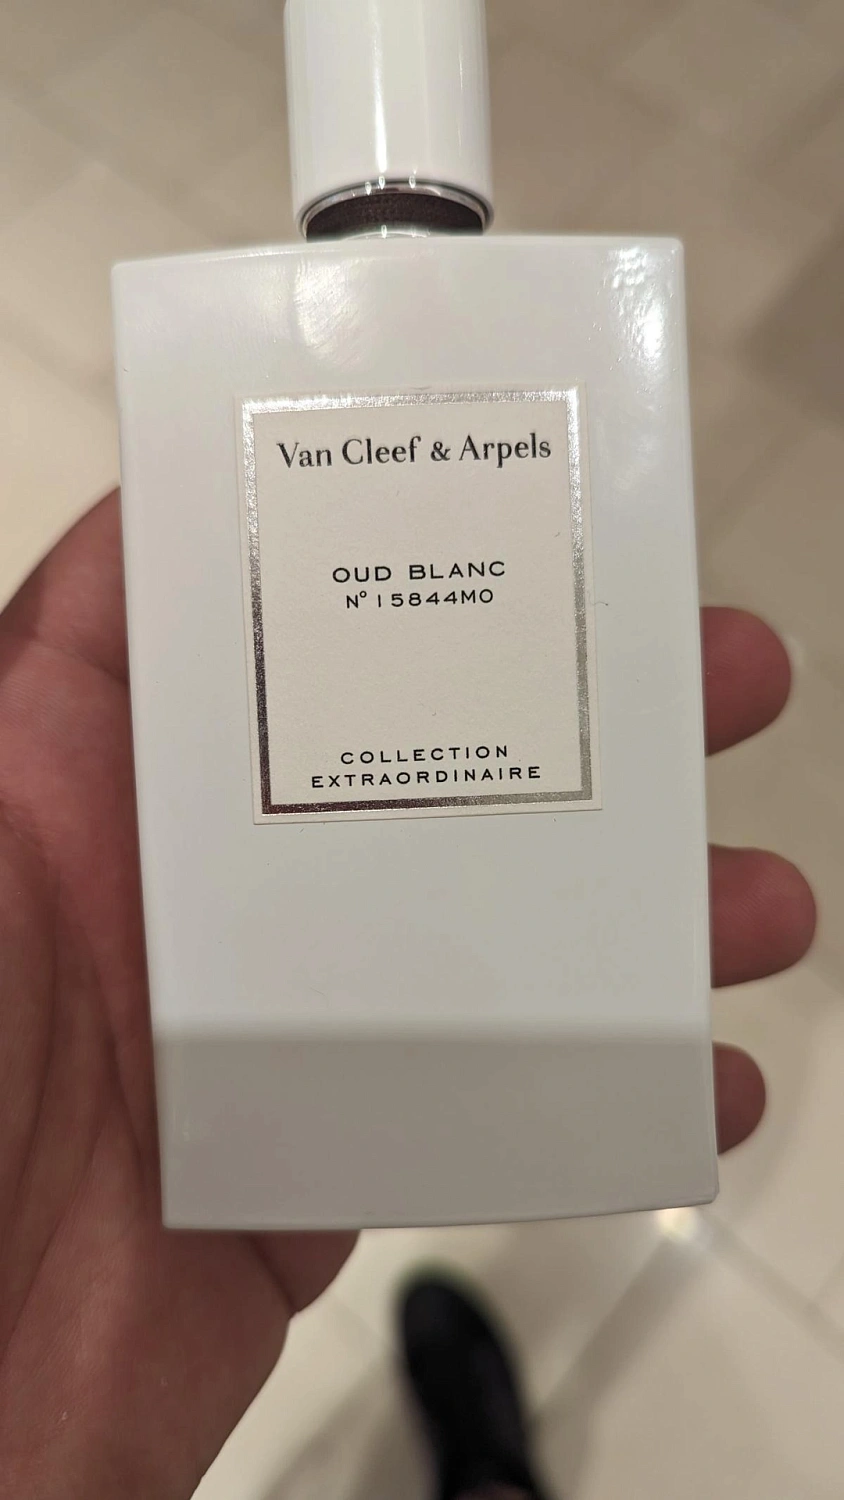 Van Cleef & Arpels
OUD BLANC
N° 15844MO
COLLECTION
EXTRAORDINAIRE